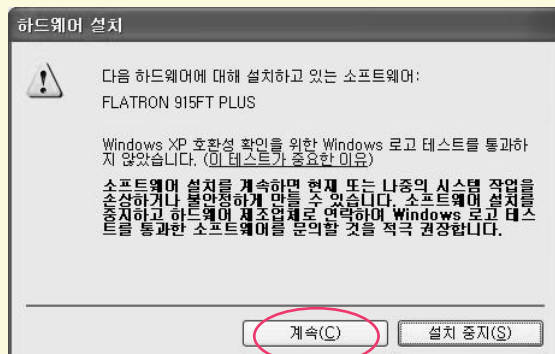 하드웨어 설치
다음 하드웨어에 대해 설치하고 있는 소프트웨어:
FLATRON 915FT PLUS
Windows XP 호환성 확인을 위한 Windows 로고 테스트를 통과하
지 않았습니다. (이 테스트가 중요한 이유)
소프트웨어 설치를 계속하면 현재 또는 나중의 시스템 작업을
손상하거나 불안정하게 만들 수 있습니다. 소프트웨어 설치를
중지하고 하드웨어 제조업체로 연락하여 Windows 로고 테스
트를 통과한 소프트웨어를 문의할 것을 적극 권장합니다.
계속(C)
설치 중지(S)